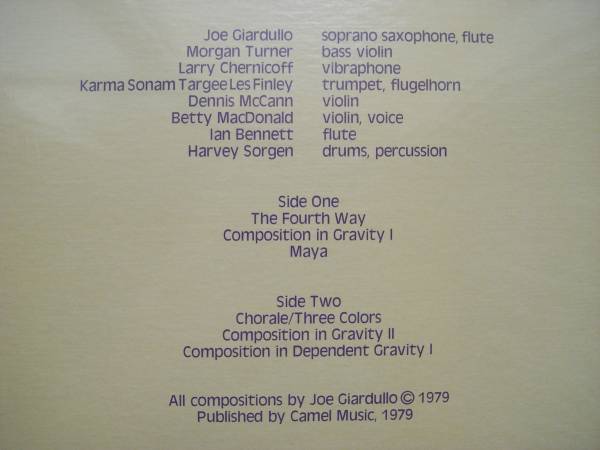 Joe Giardullo soprano saxophone, flute
Morgan Turner bass violin
Larry Chernicoff vibraphone
Karma Sonam Targee Les Finley trumpet, flugelhorn
Dennis McCann violin
Betty MacDonald violin, voice
Ian Bennett flute
Harvey Sorgen drums, percussion
Side One
The Fourth Way
Composition in Gravity I
Maya
Side Two
Chorale/Three Colors
Composition in Gravity II
Composition in Dependent Gravity I
All compositions by Joe Giardullo © 1979
Published by Camel Music, 1979